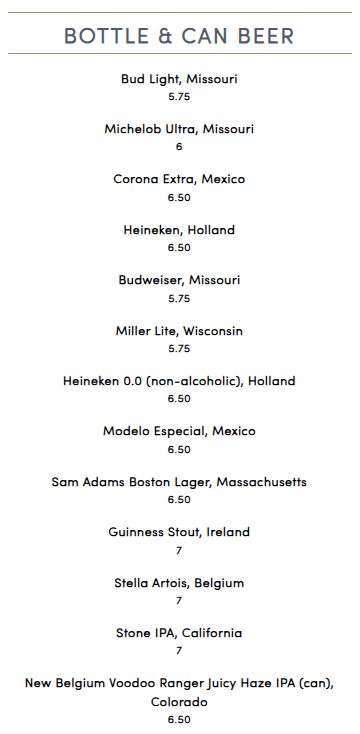 BOTTLE & CAN BEER
Bud Light, Missouri
5.75
Michelob Ultra, Missouri
6
Corona Extra, Mexico
6.50
Heineken, Holland
6.50
Budweiser, Missouri
5.75
Miller Lite, Wisconsin
5.75
Heineken 0.0 (non-alcoholic), Holland
6.50
Modelo Especial, Mexico
6.50
Sam Adams Boston Lager, Massachusetts
6.50
Guinness Stout, Ireland
7
Stella Artois, Belgium
7
Stone IPA, California
7
New Belgium Voodoo Ranger Juicy Haze IPA (can),
Colorado
6.50